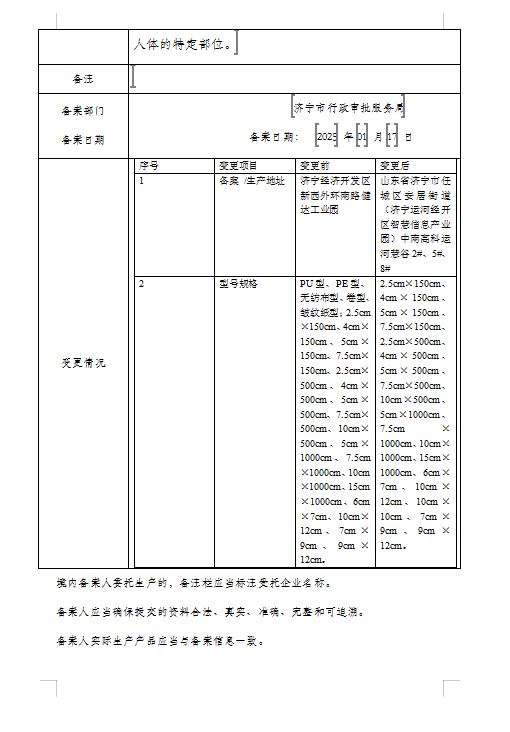 人体的特定部位。
备注
备案部门
济宁市行政审批服务局
备案日期
备案日期： 2025 年 01 月 17 日
变更情况
序号 变更项目 变更前 变更后
1 备案 /生产地址
济宁经济开发区
新西外环南路健
达工业园
山东省济宁市任
城区安居街道
（济宁运河经开
区智慧信息产业
园）中南高科运
河慧谷 2#、5#、
8#
2 型号规格
PU 型、PE 型、
无纺布型、卷型、
皱纹纸型；2.5cm
×150cm、4cm×
150cm 、 5cm ×
150cm、7.5cm×
150cm、2.5cm×
500cm 、 4cm ×
500cm 、 5cm ×
500cm、7.5cm×
500cm、10cm×
500cm 、 5cm ×
1000cm 、 7.5cm
×1000cm、10cm
×1000cm、15cm
×1000cm、6cm
×7cm、10cm×
12cm 、 7cm ×
9cm 、 9cm ×
12cm。
2.5cm×150cm、
4cm × 150cm 、
5cm × 150cm 、
7.5cm×150cm、
2.5cm×500cm、
4cm × 500cm 、
5cm × 500cm 、
7.5cm×500cm、
10cm×500cm、
5cm×1000cm、
7.5cm ×
1000cm、10cm×
1000cm、15cm×
1000cm、6cm×
7cm 、 10cm ×
12cm 、 10cm ×
10cm 、 7cm ×
9cm 、 9cm ×
12cm。
境内备案人委托生产的，备注栏应当标注受托企业名称。
备案人应当确保提交的资料合法、真实、准确、完整和可追溯。
备案人实际生产产品应当与备案信息一致。